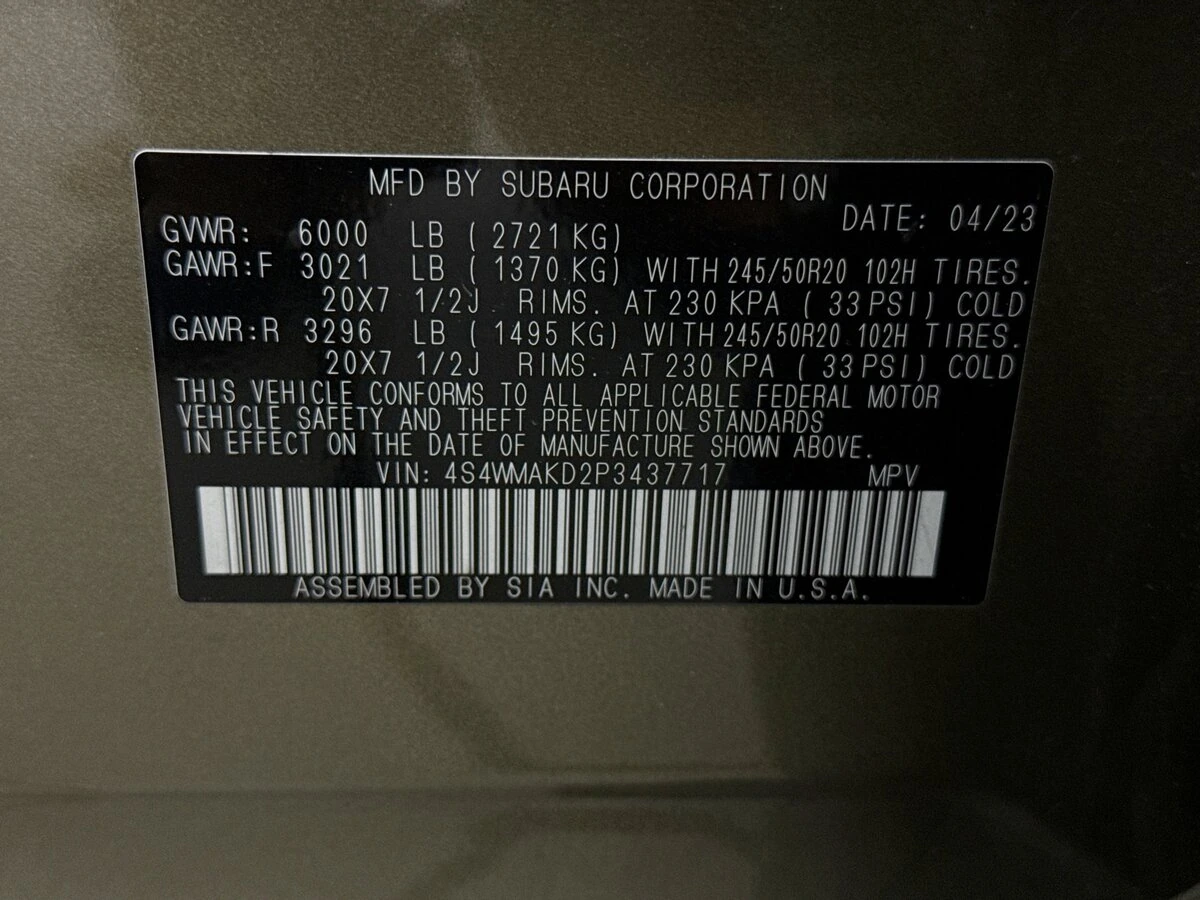 MFD BY SUBARU CORPORATION
DATE: 04/23
GVWR: 6000 LB ( 2721 KG)
GAWR:F 3021 LB ( 1370 KG) WITH 245/50R20 102H TIRES.
20X7 1/2J RIMS. AT 230 KPA ( 33 PSI) COLD
GAWR:R 3296 LB ( 1495 KG) WITH 245/50R20 102H TIRES.
20X7 1/2J RIMS. AT 230 KPA ( 33 PSI) COLD
THIS VEHICLE CONFORMS TO ALL APPLICABLE FEDERAL MOTOR
VEHICLE SAFETY AND THEFT PREVENTION STANDARDS
IN EFFECT ON THE DATE OF MANUFACTURE SHOWN ABOVE.
VIN: 4S4WMAKD2P3437717 MPV
ASSEMBLED BY SIA INC. MADE IN U.S.A.